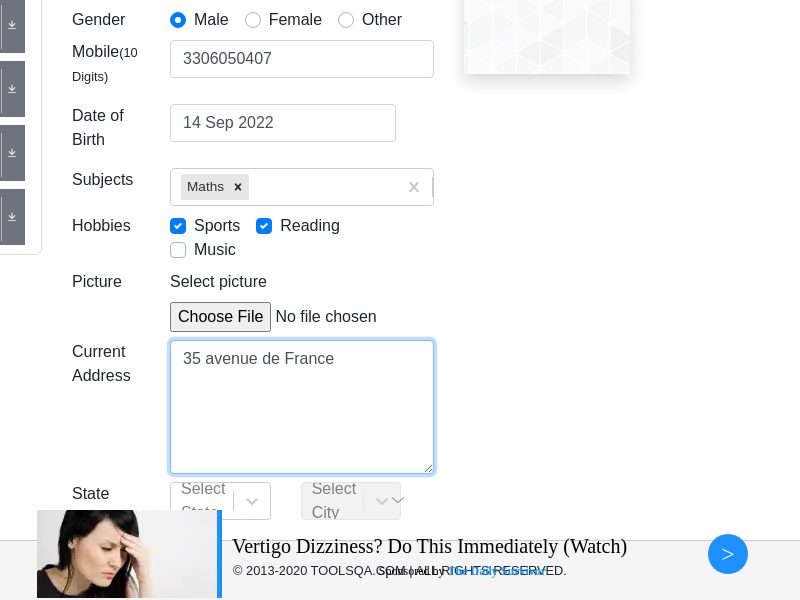 Gender Male Female Other
Mobile(10 Digits) 3306050407
Date of Birth 14 Sep 2022
Subjects Maths
Hobbies Sports Reading
Music
Picture Select picture
Choose File No file chosen
Current Address 35 avenue de France
State Select State Select City
Vertigo Dizziness? Do This Immediately (Watch)
© 2013-2020 TOOLSQA.COM | ALL RIGHTS RESERVED.
Sponsored by
>